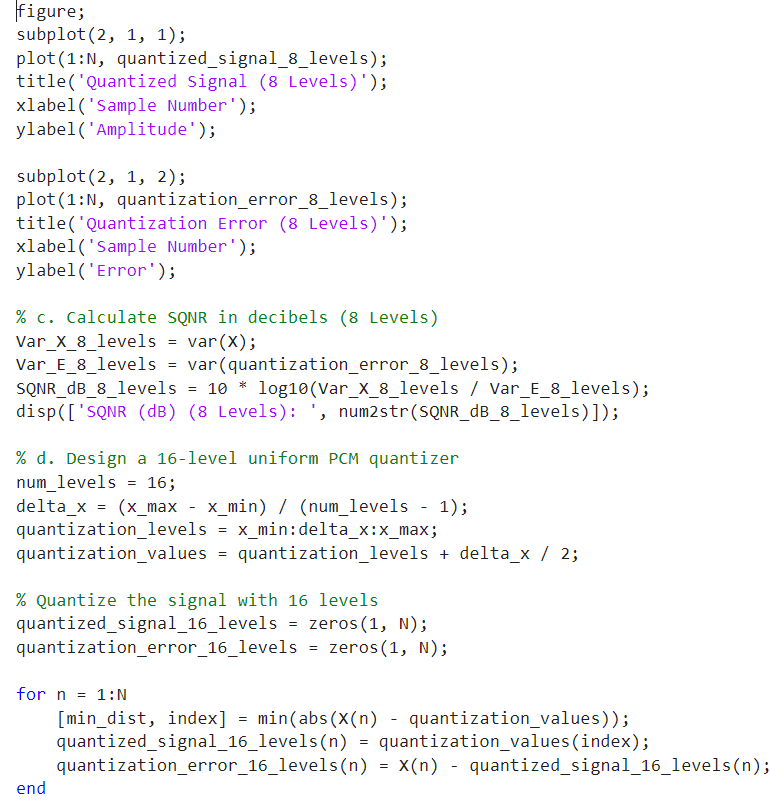 figure;
subplot(2, 1, 1);
plot(1:N, quantized_signal_8_levels);
title('Quantized Signal (8 Levels)');
xlabel('Sample Number');
ylabel('Amplitude');

subplot(2, 1, 2);
plot(1:N, quantization_error_8_levels);
title('Quantization Error (8 Levels)');
xlabel('Sample Number');
ylabel('Error');

% c. Calculate SQNR in decibels (8 Levels)
Var_X_8_levels = var(X);
Var_E_8_levels = var(quantization_error_8_levels);
SQNR_dB_8_levels = 10 * log10(Var_X_8_levels / Var_E_8_levels);
disp(['SQNR (dB) (8 Levels): ', num2str(SQNR_dB_8_levels)]);

% d. Design a 16-level uniform PCM quantizer
num_levels = 16;
delta_x = (x_max - x_min) / (num_levels - 1);
quantization_levels = x_min:delta_x:x_max;
quantization_values = quantization_levels + delta_x / 2;

% Quantize the signal with 16 levels
quantized_signal_16_levels = zeros(1, N);
quantization_error_16_levels = zeros(1, N);

for n = 1:N
    [min_dist, index] = min(abs(X(n) - quantization_values));
    quantized_signal_16_levels(n) = quantization_values(index);
    quantization_error_16_levels(n) = X(n) - quantized_signal_16_levels(n);
end